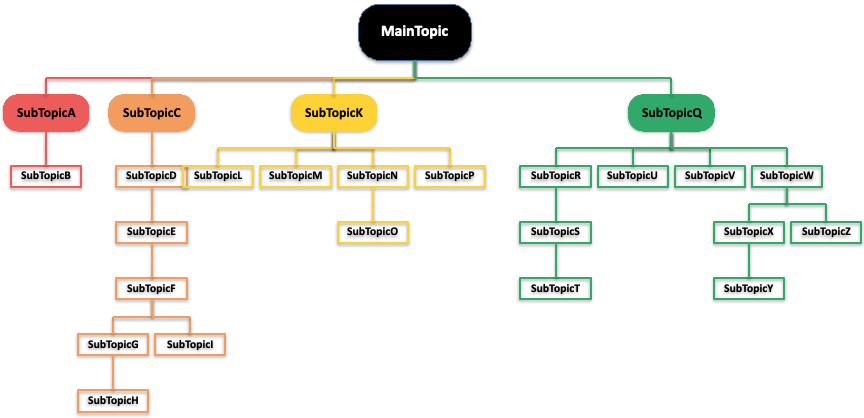 MainTopic
SubTopicA
SubTopicC
SubTopicK
SubTopicQ
SubTopicB
SubTopicD
SubTopicL
SubTopicM
SubTopicN
SubTopicP
SubTopicR
SubTopicU
SubTopicV
SubTopicW
SubTopicE
SubTopicO
SubTopicS
SubTopicX
SubTopicZ
SubTopicF
SubTopicT
SubTopicY
SubTopicG
SubTopicI
SubTopicH